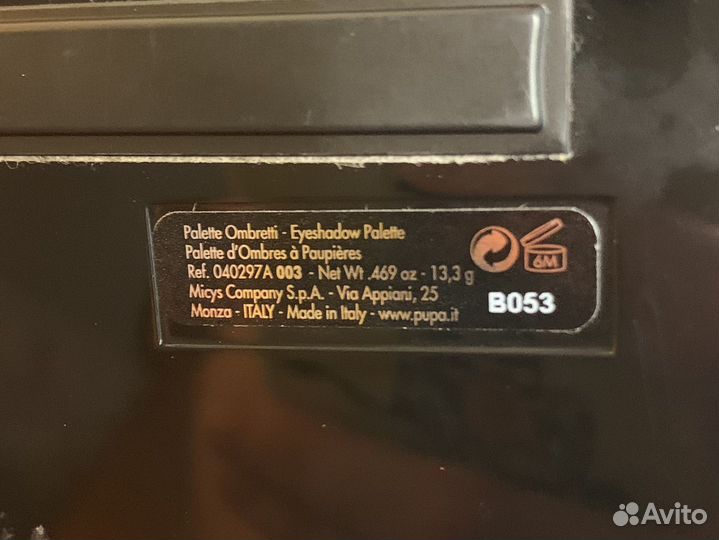 Palette Ombretti - Eyeshadow Palette
Palette d'Ombres à Paupières
Ref. 040297A 003 - Net Wt .469 oz - 13,3 g
Micys Company S.p.A. - Via Appiani, 25
Monza - ITALY - Made in Italy - www.pupa.it
6M
B053
Avito